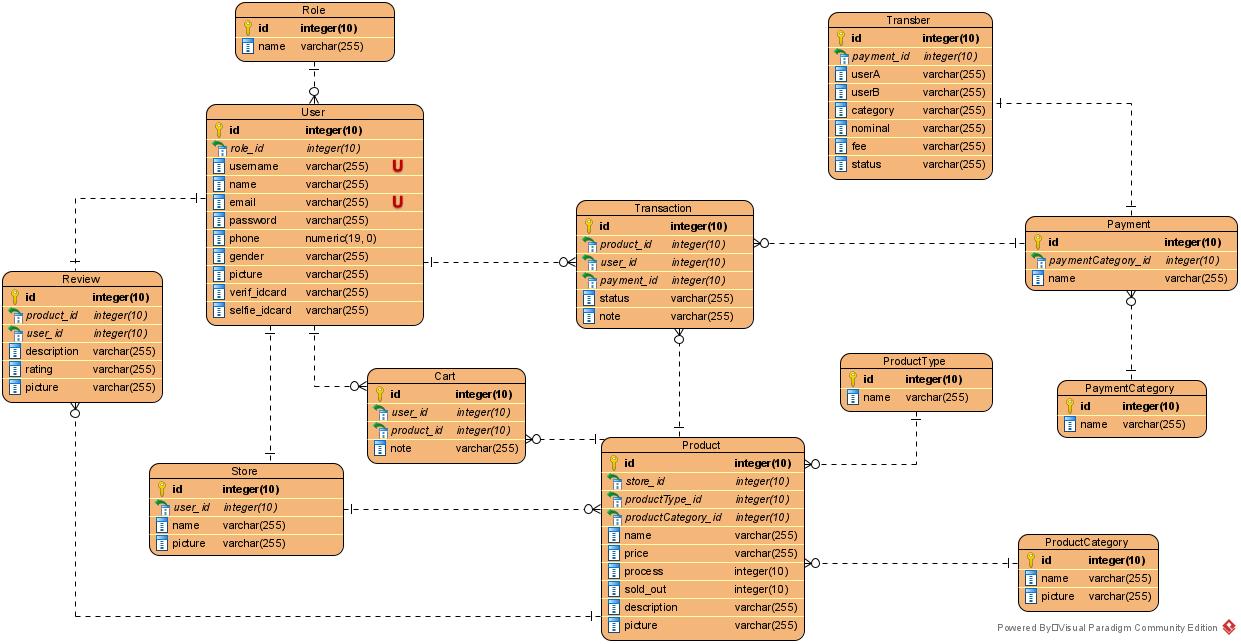 Role
id integer(10)
name varchar(255)
Transber
id integer(10)
payment_id integer(10)
userA varchar(255)
userB varchar(255)
category varchar(255)
nominal varchar(255)
fee varchar(255)
status varchar(255)
User
id integer(10)
role_id integer(10)
username varchar(255) U
name varchar(255)
email varchar(255) U
password varchar(255)
phone numeric(19, 0)
gender varchar(255)
picture varchar(255)
verif_idcard varchar(255)
selfie_idcard varchar(255)
Transaction
id integer(10)
product_id integer(10)
user_id integer(10)
payment_id integer(10)
status varchar(255)
note varchar(255)
Payment
id integer(10)
paymentCategory_id integer(10)
name varchar(255)
Review
id integer(10)
product_id integer(10)
user_id integer(10)
description varchar(255)
rating varchar(255)
picture varchar(255)
Cart
id integer(10)
user_id integer(10)
product_id integer(10)
note varchar(255)
ProductType
id integer(10)
name varchar(255)
PaymentCategory
id integer(10)
name varchar(255)
Store
id integer(10)
user_id integer(10)
name varchar(255)
picture varchar(255)
Product
id integer(10)
store_id integer(10)
productType_id integer(10)
productCategory_id integer(10)
name varchar(255)
price varchar(255)
process integer(10)
sold_out integer(10)
description varchar(255)
picture varchar(255)
ProductCategory
id integer(10)
name varchar(255)
picture varchar(255)
Powered By Visual Paradigm Community Edition